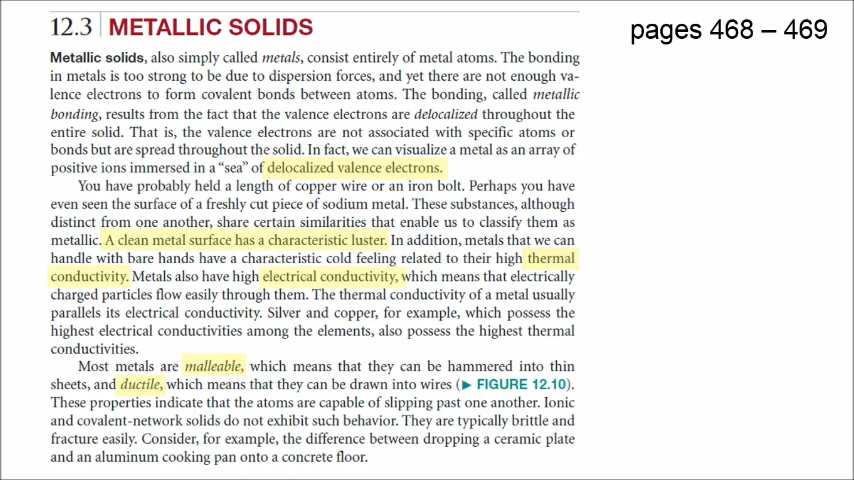 12.3 | METALLIC SOLIDS
pages 468 – 469
Metallic solids, also simply called metals, consist entirely of metal atoms. The bonding
in metals is too strong to be due to dispersion forces, and yet there are not enough va-
lence electrons to form covalent bonds between atoms. The bonding, called metallic
bonding, results from the fact that the valence electrons are delocalized throughout the
entire solid. That is, the valence electrons are not associated with specific atoms or
bonds but are spread throughout the solid. In fact, we can visualize a metal as an array of
positive ions immersed in a “sea” of delocalized valence electrons.
You have probably held a length of copper wire or an iron bolt. Perhaps you have
even seen the surface of a freshly cut piece of sodium metal. These substances, although
distinct from one another, share certain similarities that enable us to classify them as
metallic. A clean metal surface has a characteristic luster. In addition, metals that we can
handle with bare hands have a characteristic cold feeling related to their high thermal
conductivity. Metals also have high electrical conductivity, which means that electrically
charged particles flow easily through them. The thermal conductivity of a metal usually
parallels its electrical conductivity. Silver and copper, for example, which possess the
highest electrical conductivities among the elements, also possess the highest thermal
conductivities.
Most metals are malleable, which means that they can be hammered into thin
sheets, and ductile, which means that they can be drawn into wires (▶ FIGURE 12.10).
These properties indicate that the atoms are capable of slipping past one another. Ionic
and covalent-network solids do not exhibit such behavior. They are typically brittle and
fracture easily. Consider, for example, the difference between dropping a ceramic plate
and an aluminum cooking pan onto a concrete floor.